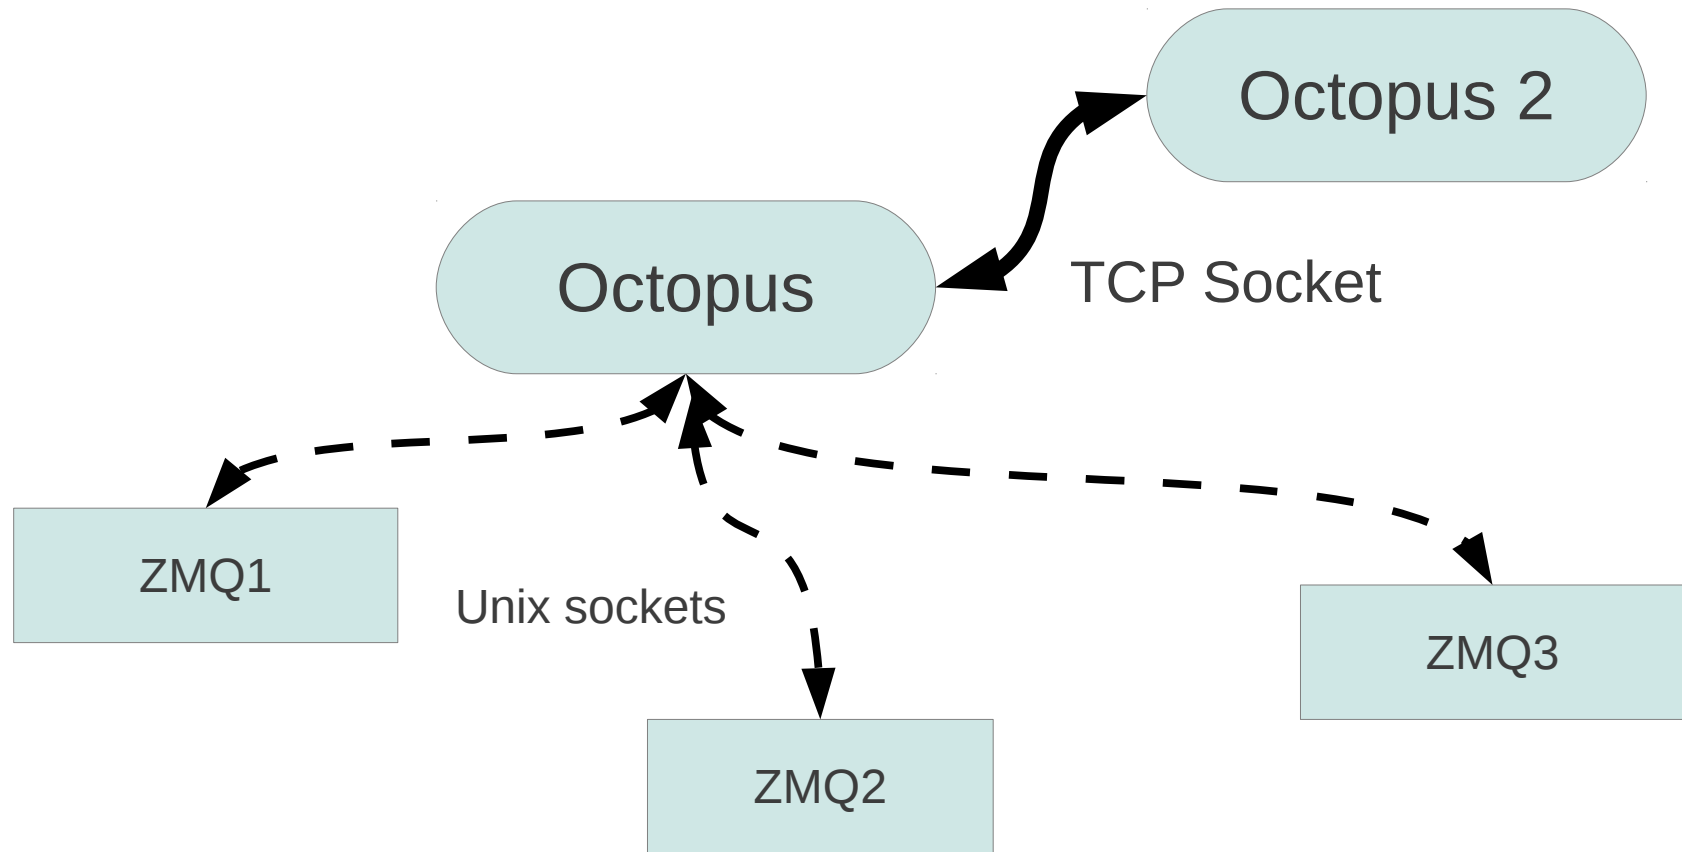 Octopus 2
Octopus
TCP Socket
ZMQ1
Unix sockets
ZMQ3
ZMQ2